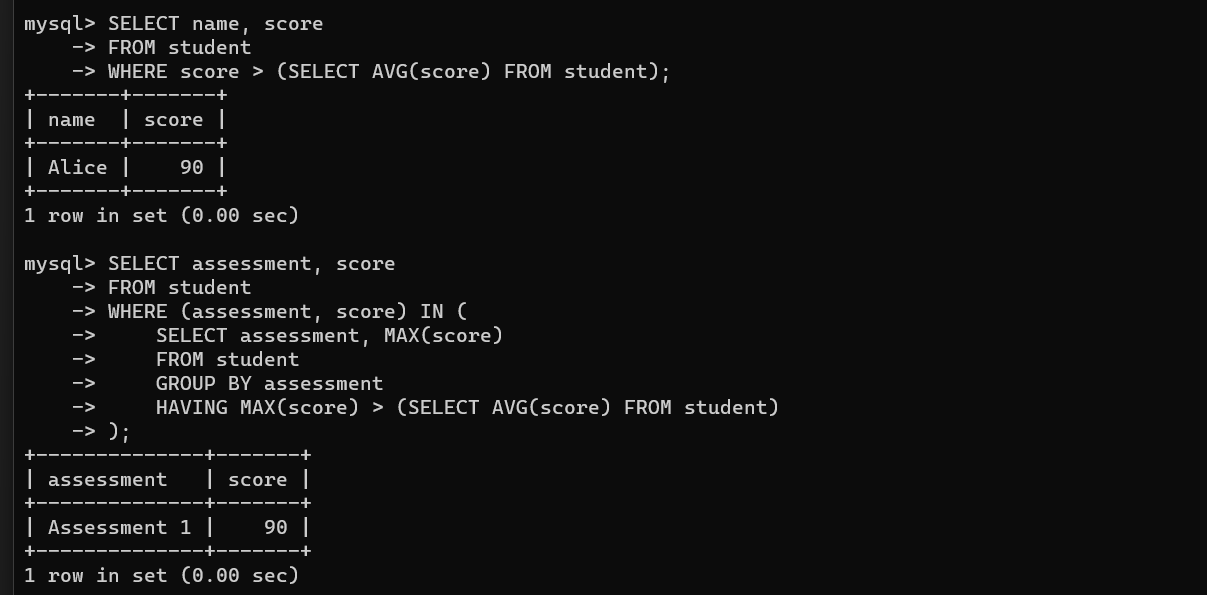 mysql> SELECT name, score
    -> FROM student
    -> WHERE score > (SELECT AVG(score) FROM student);
+-------+-------+
| name  | score |
+-------+-------+
| Alice |    90 |
+-------+-------+
1 row in set (0.00 sec)

mysql> SELECT assessment, score
    -> FROM student
    -> WHERE (assessment, score) IN (
    ->     SELECT assessment, MAX(score)
    ->     FROM student
    ->     GROUP BY assessment
    ->     HAVING MAX(score) > (SELECT AVG(score) FROM student)
    -> );
+--------------+-------+
| assessment   | score |
+--------------+-------+
| Assessment 1 |    90 |
+--------------+-------+
1 row in set (0.00 sec)